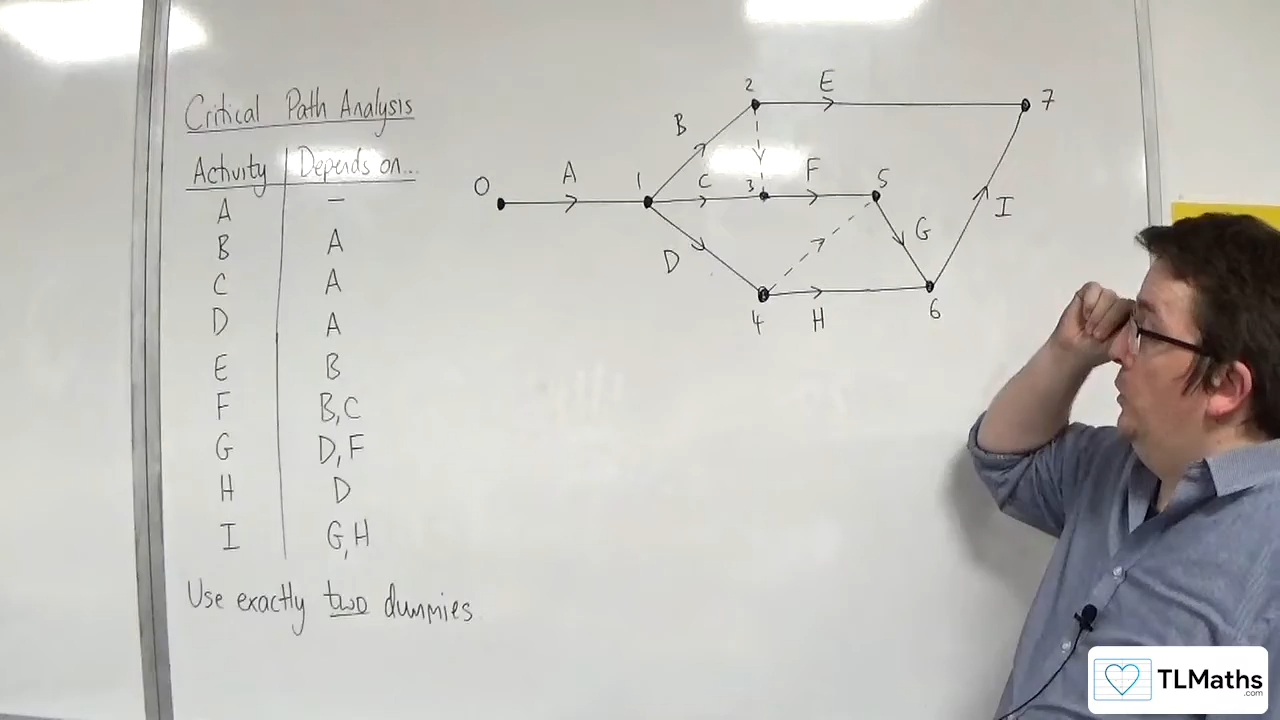 Critical Path Analysis
Activity Depends on...
A –
B A
C A
D A
E B
F B,C
G D,F
H D
I G,H
Use exactly two dummies
2 E 7
B
0 A 1 C 3 F 5
D G I
4 H 6
TLMaths
.com